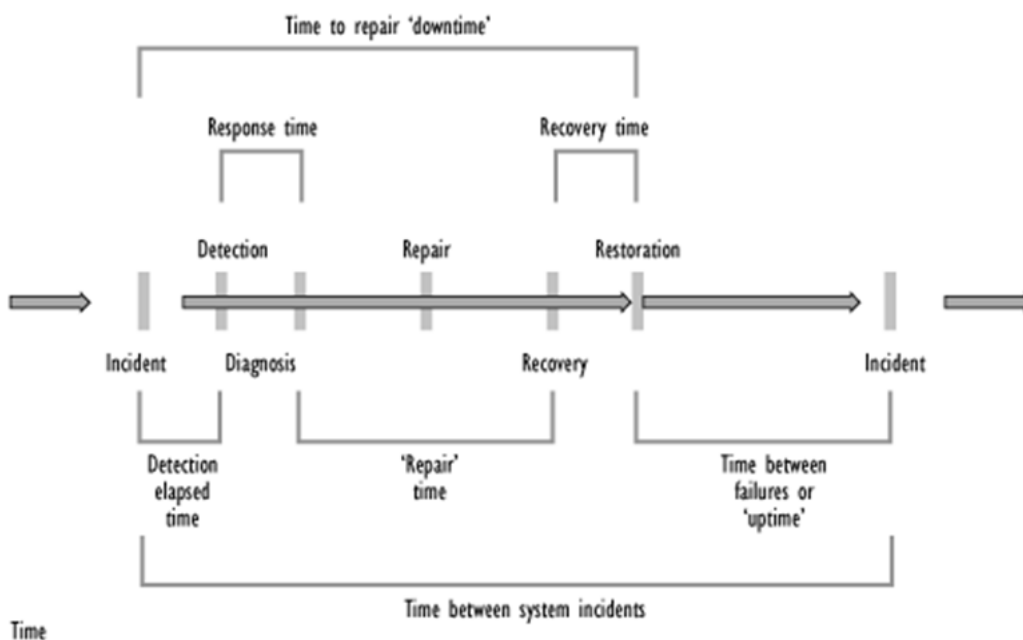 Time to repair ‘downtime’
Response time
Recovery time
Detection
Repair
Restoration
Incident
Diagnosis
Recovery
Incident
Detection
elapsed
time
‘Repair’
time
Time between
failures or
‘uptime’
Time between system incidents
Time